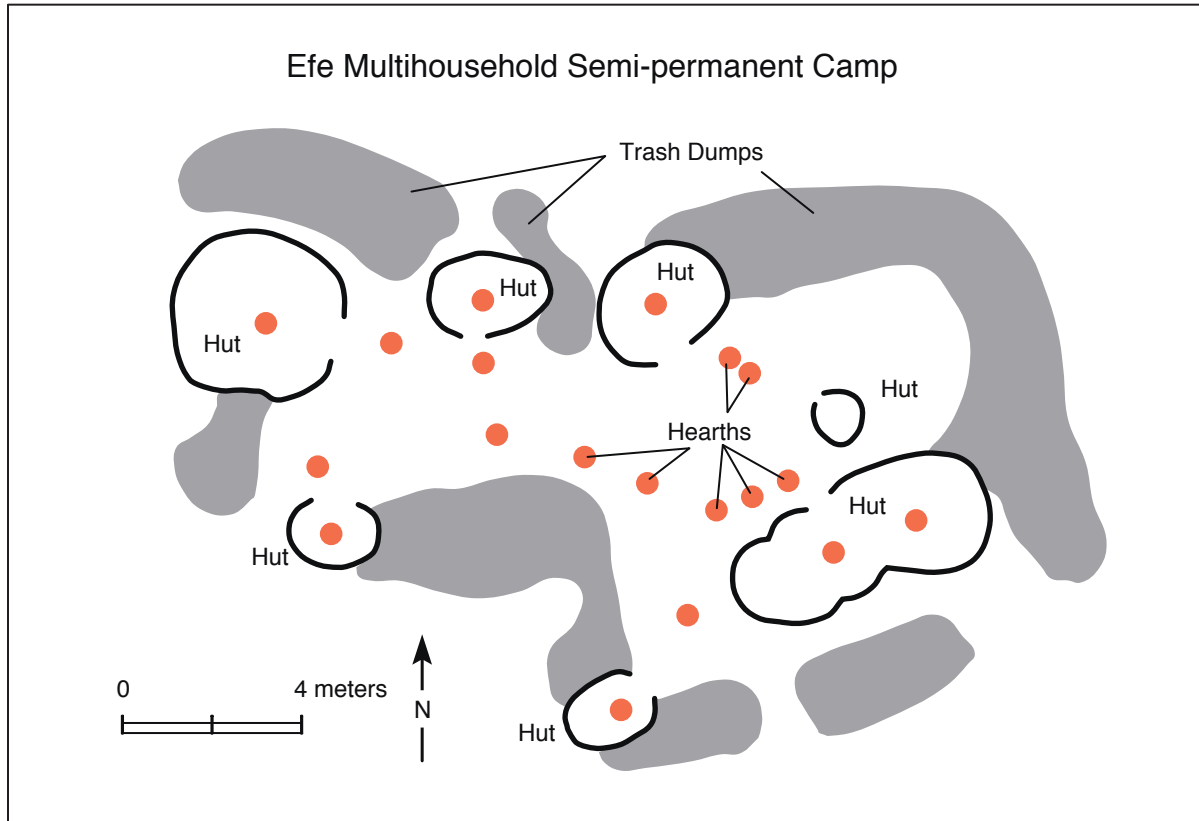 Efe Multihousehold Semi-permanent Camp
Trash Dumps
Hut
Hut
Hut
Hut
Hearths
Hut
Hut
0
4 meters
N
Hut